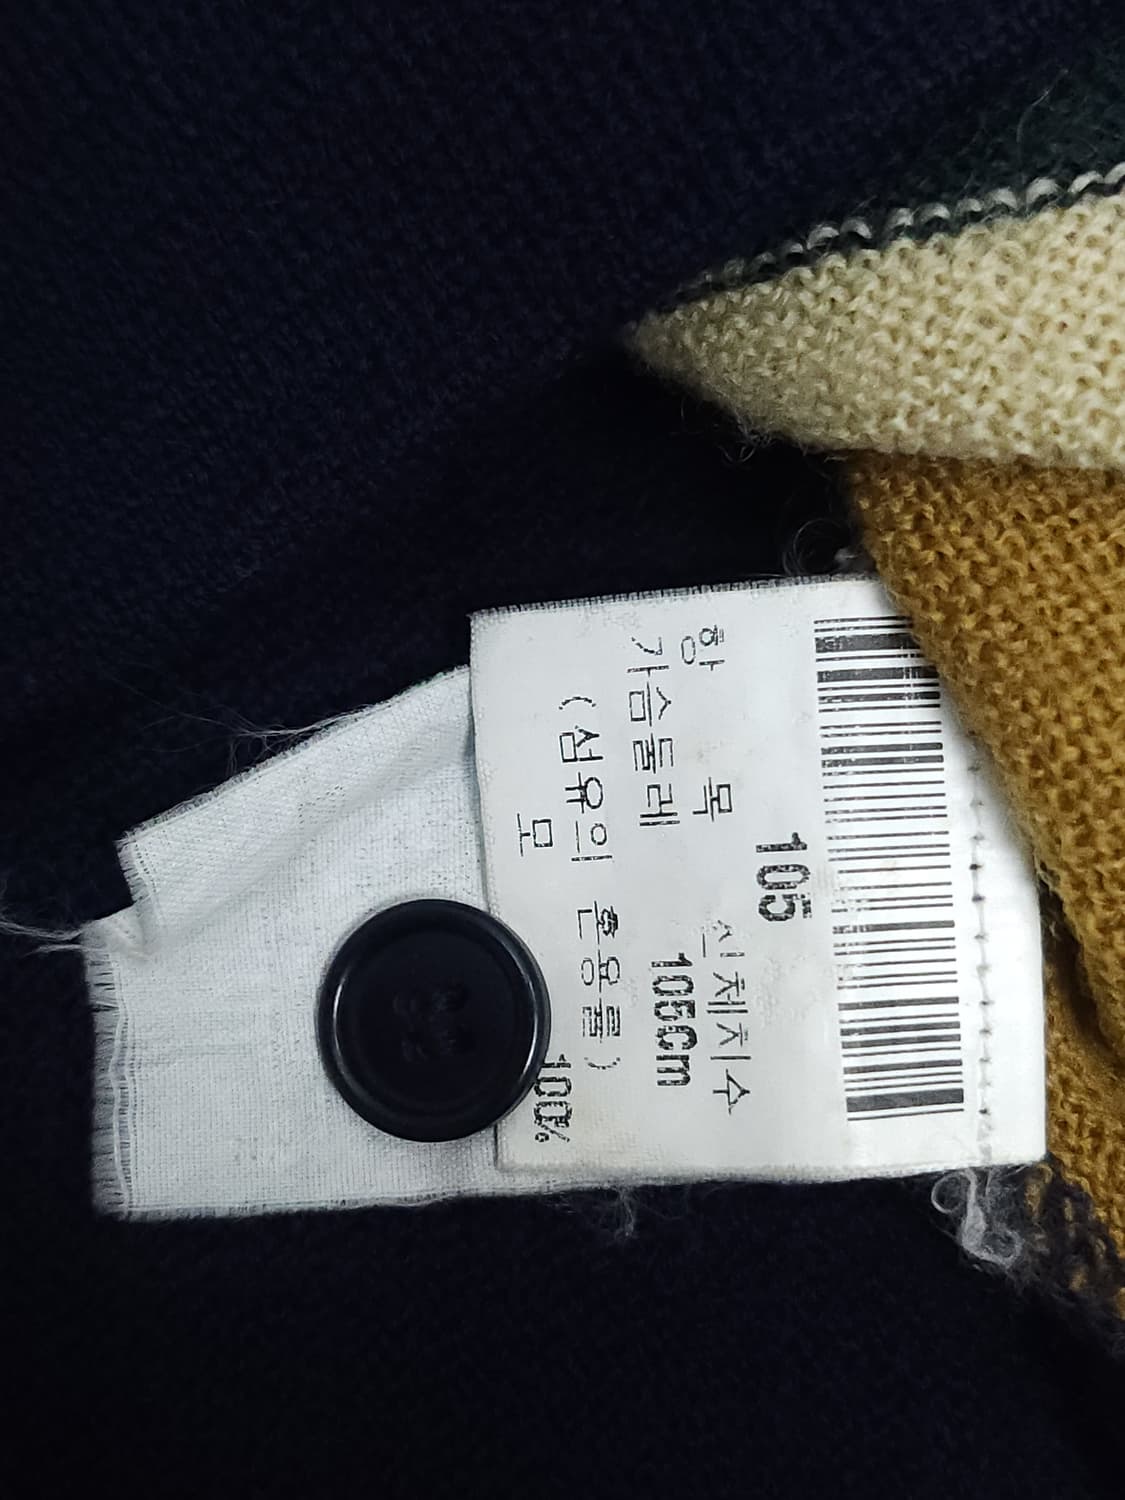 105
항 목 신체치수
가슴둘레 105Cm
(섬유의 혼용률)
모 100%